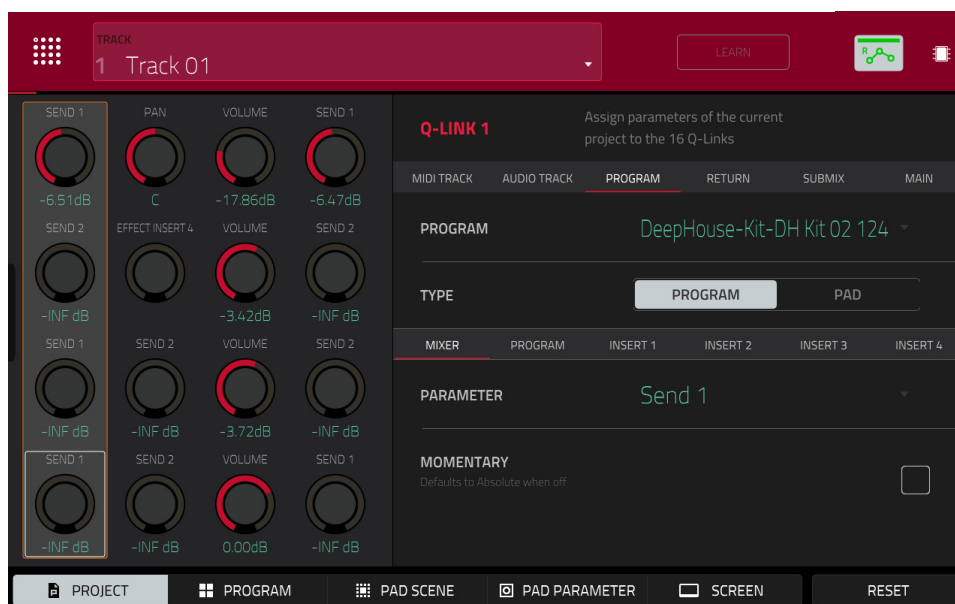 TRACK
1 Track 01
LEARN
R
SEND 1 PAN VOLUME SEND 1
-6.51dB C -17.86dB -6.47dB
SEND 2 EFFECT INSERT 4 VOLUME SEND 2
-INF dB -3.42dB -INF dB
SEND 1 SEND 2 VOLUME SEND 2
-INF dB -INF dB -3.72dB -INF dB
SEND 1 SEND 2 VOLUME SEND 1
-INF dB -INF dB 0.00dB -INF dB
Q-LINK 1
Assign parameters of the current
project to the 16 Q-Links
MIDI TRACK AUDIO TRACK PROGRAM RETURN SUBMIX MAIN
PROGRAM DeepHouse-Kit-DH Kit 02 124
TYPE PROGRAM PAD
MIXER PROGRAM INSERT 1 INSERT 2 INSERT 3 INSERT 4
PARAMETER Send 1
MOMENTARY
Defaults to Absolute when off
PROJECT PROGRAM PAD SCENE PAD PARAMETER SCREEN RESET